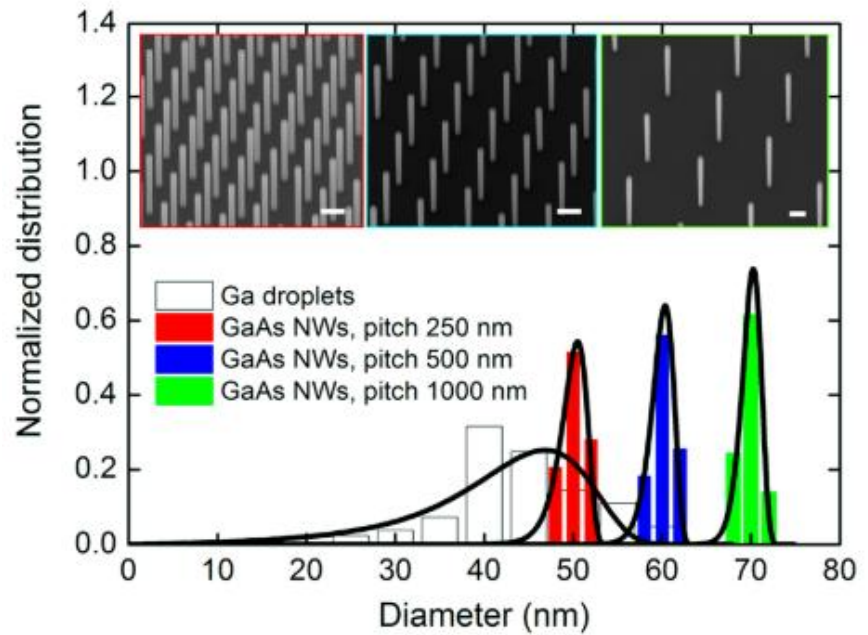 1.4
1.2
1.0
0.8
0.6
0.4
0.2
0.0
Normalized distribution
Ga droplets
GaAs NWs, pitch 250 nm
GaAs NWs, pitch 500 nm
GaAs NWs, pitch 1000 nm
0 10 20 30 40 50 60 70 80
Diameter (nm)